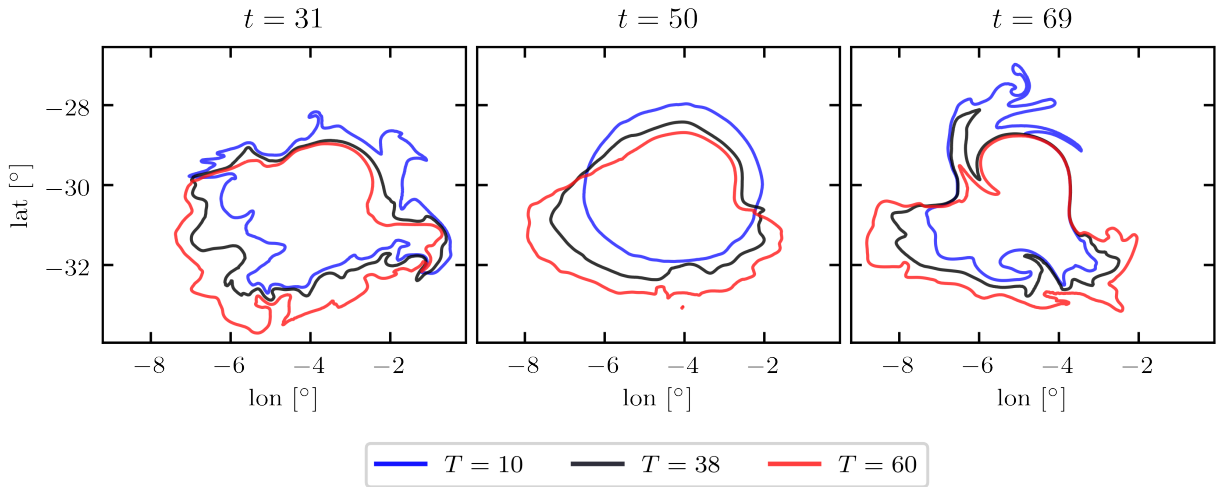 t = 31 t = 50 t = 69
−28
−30
−32
lat [°]
−8 −6 −4 −2 −8 −6 −4 −2 −8 −6 −4 −2
lon [°] lon [°] lon [°]
T = 10 T = 38 T = 60